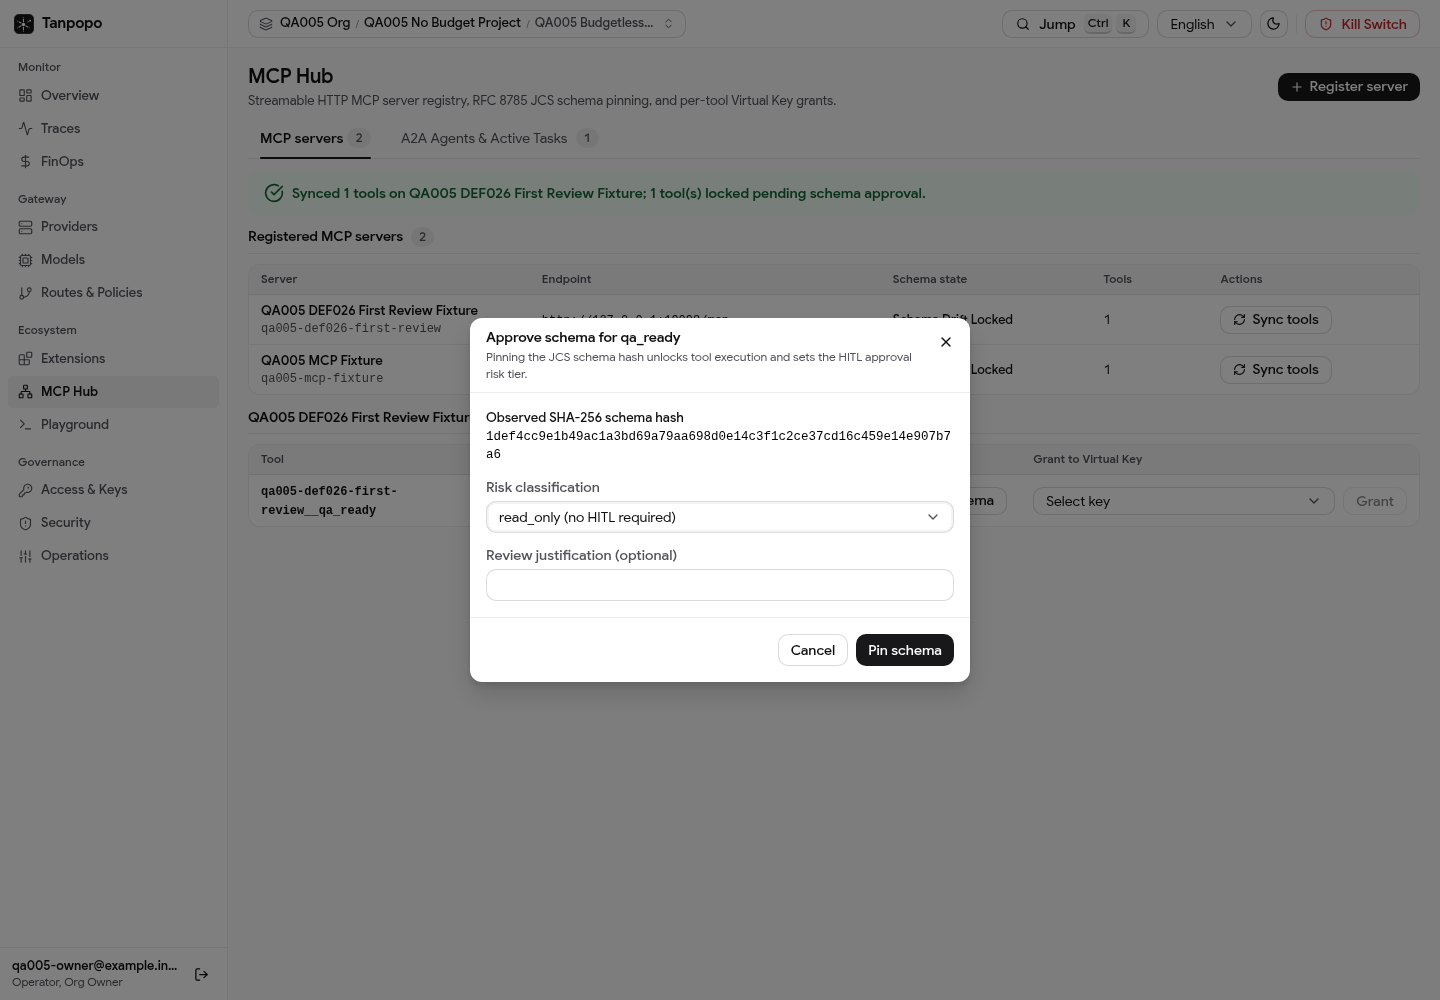 Tanpopo
QA005 Org / QA005 No Budget Project / QA005 Budgetless...
Jump Ctrl K
English
Kill Switch
Monitor
Overview
Traces
FinOps
Gateway
Providers
Models
Routes & Policies
Ecosystem
Extensions
MCP Hub
Playground
Governance
Access & Keys
Security
Operations
qa005-owner@example.in...
Operator, Org Owner
MCP Hub
Streamable HTTP MCP server registry, RFC 8785 JCS schema pinning, and per-tool Virtual Key grants.
+ Register server
MCP servers 2
A2A Agents & Active Tasks 1
Synced 1 tools on QA005 DEF026 First Review Fixture; 1 tool(s) locked pending schema approval.
Registered MCP servers 2
Server Endpoint Schema state Tools Actions
QA005 DEF026 First Review Fixture
qa005-def026-first-review
Locked 1 Sync tools
QA005 MCP Fixture
qa005-mcp-fixture
Locked 1 Sync tools
QA005 DEF026 First Review
Tool Grant to Virtual Key
qa005-def026-first-
review__qa_ready
Select key Grant
Approve schema for qa_ready
Pinning the JCS schema hash unlocks tool execution and sets the HITL approval
risk tier.
Observed SHA-256 schema hash
1def4cc9e1b49ac1a3bd69a79aa698d0e14c3f1c2ce37cd16c459e14e907b7
a6
Risk classification
read_only (no HITL required)
Review justification (optional)
Cancel
Pin schema